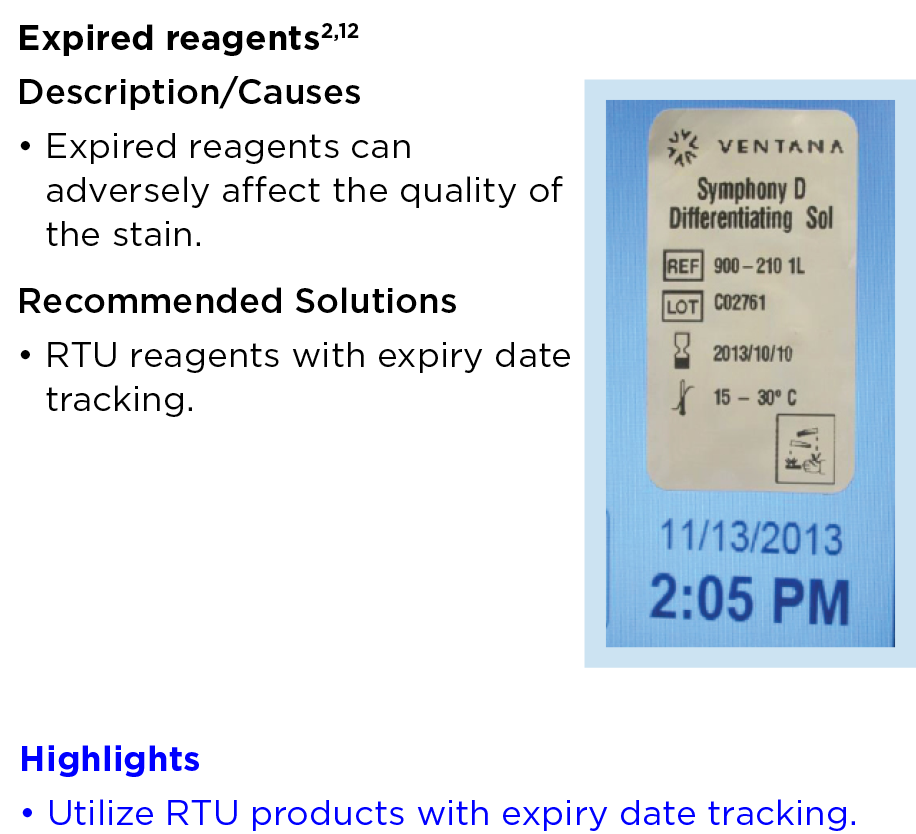 Expired reagents2,12
Description/Causes
• Expired reagents can
adversely affect the quality of
the stain.
Recommended Solutions
• RTU reagents with expiry date
tracking.
VENTANA
Symphony D
Differentiating Sol
REF 900-210 1L
LOT C02761
2013/10/10
15 - 30° C
11/13/2013
2:05 PM
Highlights
• Utilize RTU products with expiry date tracking.